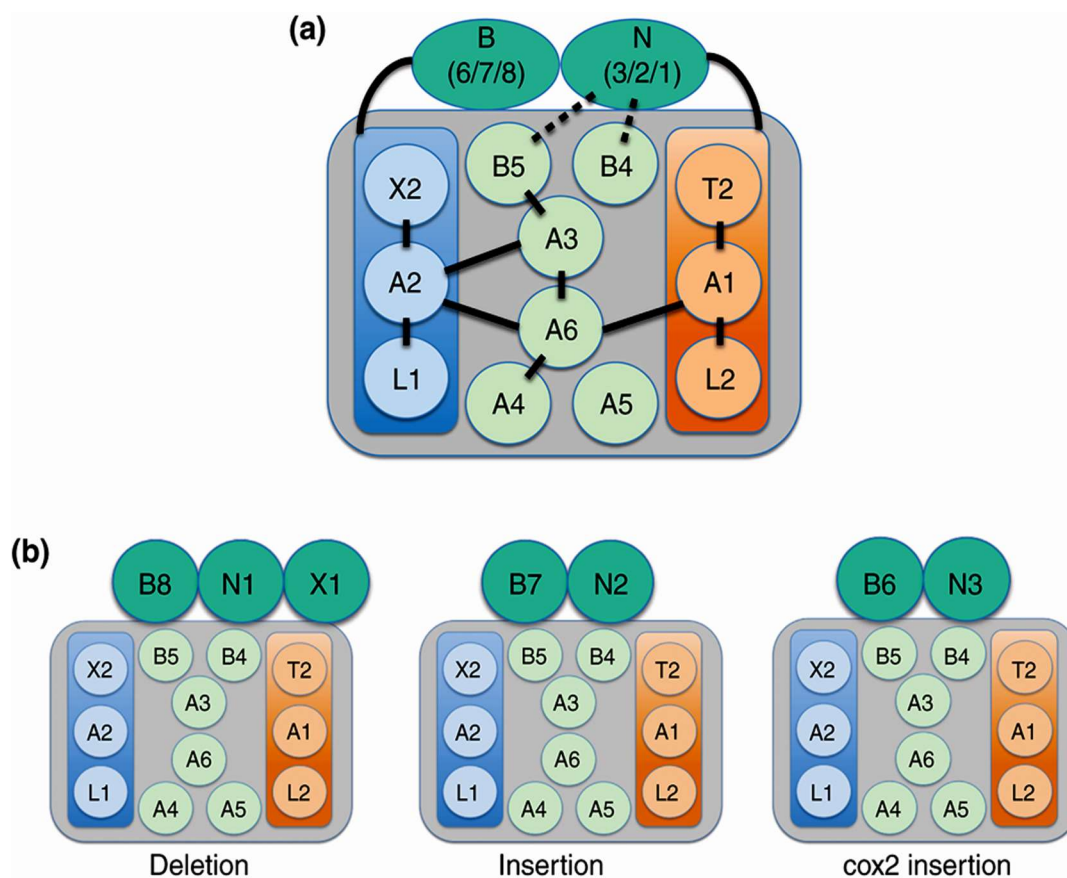 (a)
B N
(6/7/8) (3/2/1)
B5 B4
X2 T2
A3
A2 A1
A6
L1 L2
A4 A5
(b)
B8 N1 X1 B7 N2 B6 N3
X2 B5 B4 T2 X2 B5 B4 T2 X2 B5 B4 T2
A3 A3 A3
A2 A1 A2 A1 A2 A1
A6 A6 A6
L1 L2 L1 L2 L1 L2
A4 A5 A4 A5 A4 A5
Deletion Insertion cox2 insertion